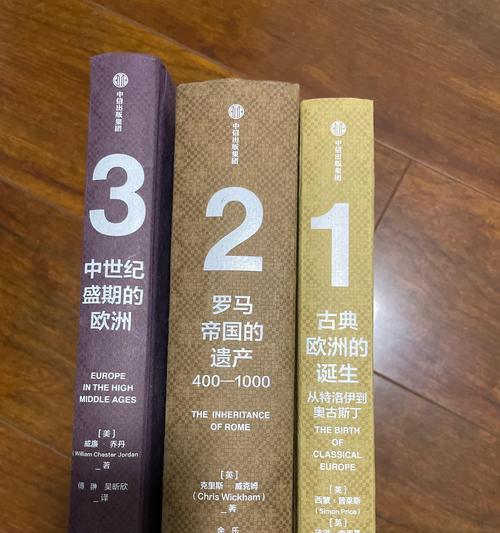 中信出版集团
3
中世纪
盛期的
欧洲
EUROPE
IN THE HIGH
MIDDLE AGES
[美]
威廉·乔丹
(William Chester Jordan)
_著
傅翀 吴昕欣
_译
中信出版集团
2
罗马
帝国的
遗产
400—1000
THE INHERITANCE
OF ROME
[英]
克里斯·威克姆
(Chris Wickham)
_著
余乐
中信出版集团
1
古典
欧洲的
诞生
从特洛伊到
奥古斯丁
THE BIRTH
OF
CLASSICAL
EUROPE
[英]
西蒙·普莱斯
(Simon Price)
[英]